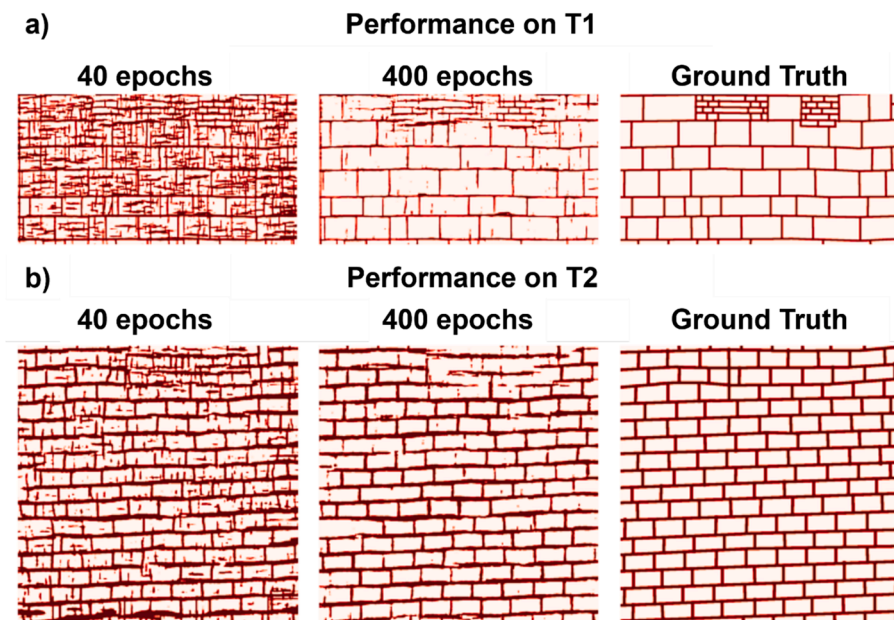 a) Performance on T1
40 epochs 400 epochs Ground Truth
b) Performance on T2
40 epochs 400 epochs Ground Truth